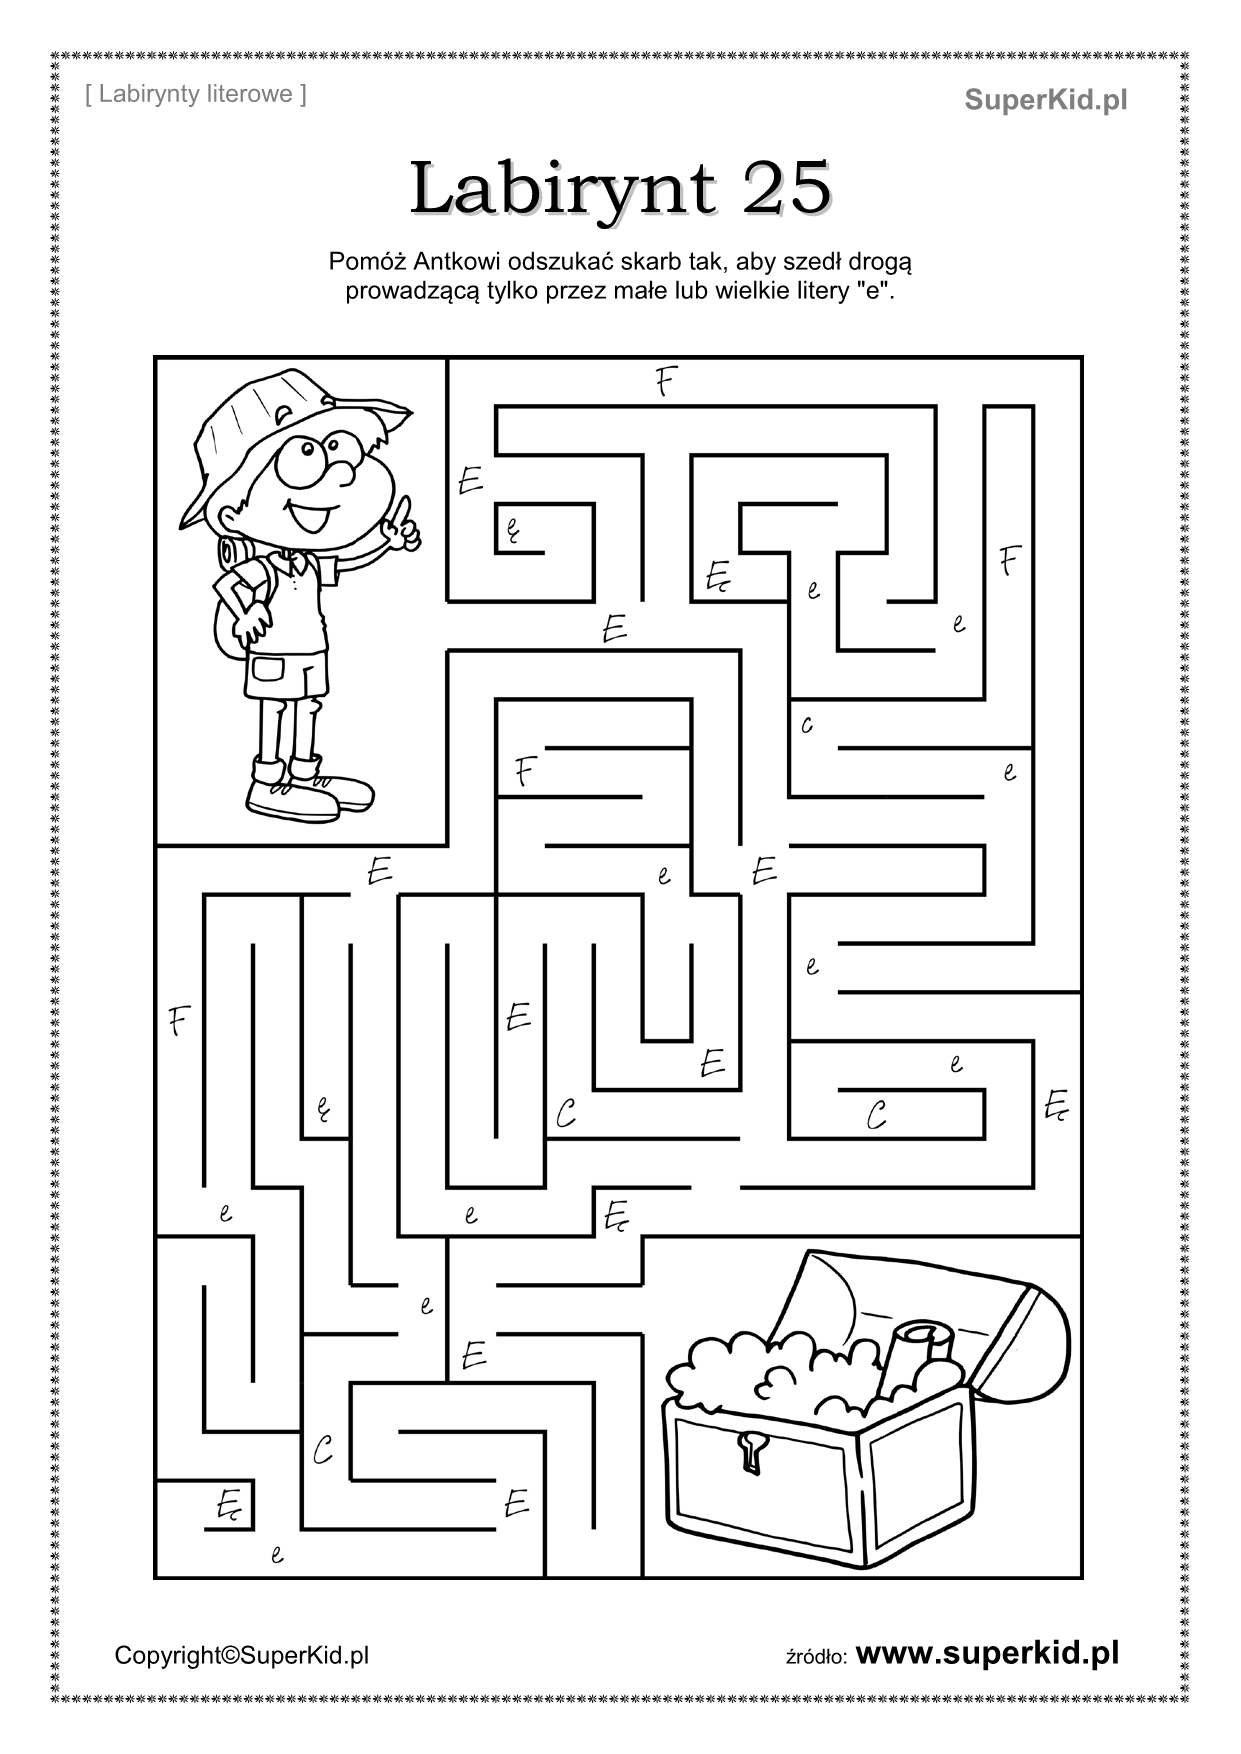 [ Labirynty literowe ]
SuperKid.pl
Labirynt 25
Pomóż Antkowi odszukać skarb tak, aby szedł drogą
prowadzącą tylko przez małe lub wielkie litery "e".
F
E
ę
F
Ę
e
e
E
c
F
e
E
e
E
e
F
E
E
e
ę
C
C
Ę
e
e
Ę
e
E
C
Ę
E
e
Copyright©SuperKid.pl
źródło: www.superkid.pl